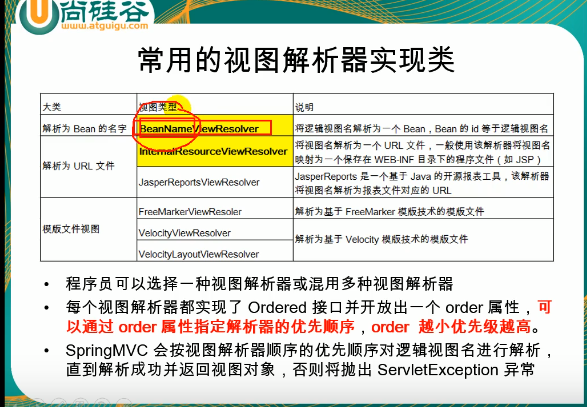 尚硅谷
www.atguigu.com
常用的视图解析器实现类
大类 视图类型 说明
解析为 Bean 的名字 BeanNameViewResolver 将逻辑视图名解析为一个 Bean，Bean 的 id 等于逻辑视图名
解析为 URL 文件 InternalResourceViewResolver 将视图名解析为一个 URL 文件，一般使用该解析器将视图名
映射为一个保存在 WEB-INF 目录下的程序文件（如 JSP）
JasperReportsViewResolver JasperReports 是一个基于 Java 的开源报表工具，该解析器
将视图名解析为报表文件对应的 URL
模版文件视图 FreeMarkerViewResoler 解析为基于 FreeMarker 模版技术的模版文件
VelocityViewResolver 解析为基于 Velocity 模版技术的模版文件
VelocityLayoutViewResolver
• 程序员可以选择一种视图解析器或混用多种视图解析器
• 每个视图解析器都实现了 Ordered 接口并开放出一个 order 属性，可
以通过 order 属性指定解析器的优先顺序，order 越小优先级越高。
• SpringMVC 会按视图解析器顺序的优先顺序对逻辑视图名进行解析，
直到解析成功并返回视图对象，否则将抛出 ServletException 异常